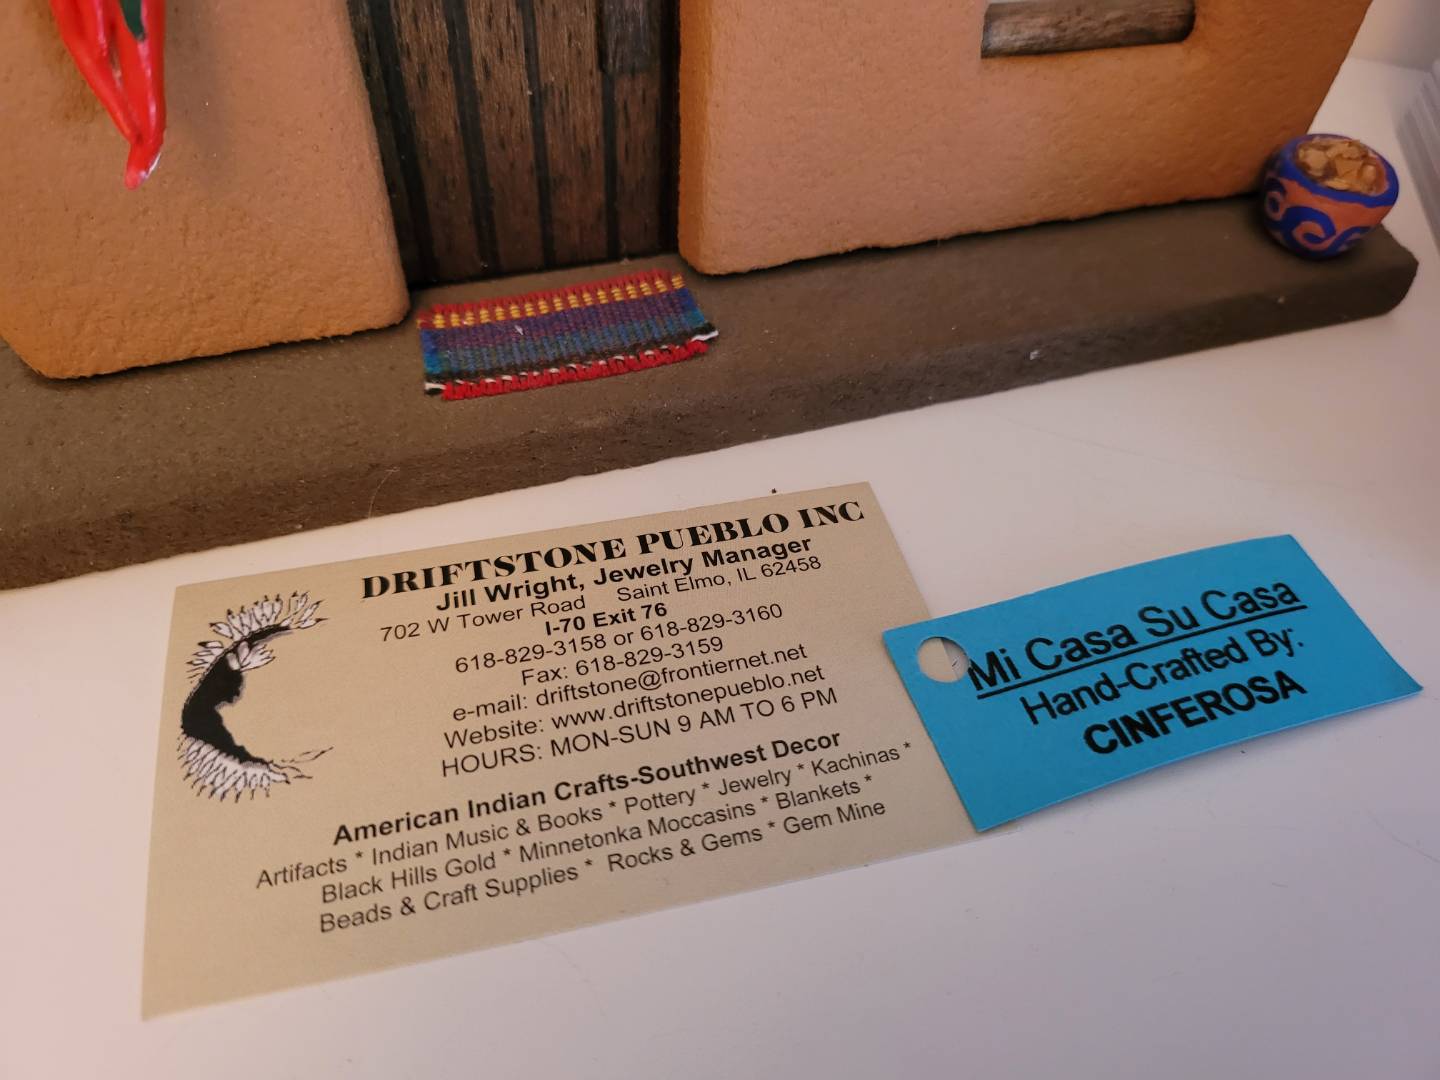 DRIFTSTONE PUEBLO INC
Jill Wright, Jewelry Manager
702 W Tower Road Saint Elmo, IL 62458
I-70 Exit 76
618-829-3158 or 618-829-3160
Fax: 618-829-3159
e-mail: driftstone@frontiernet.net
Website: www.driftstonepueblo.net
HOURS: MON-SUN 9 AM TO 6 PM
American Indian Crafts-Southwest Decor
Artifacts * Indian Music & Books * Pottery * Jewelry * Kachinas *
Black Hills Gold * Minnetonka Moccasins * Blankets *
Beads & Craft Supplies * Rocks & Gems * Gem Mine
Mi Casa Su Casa
Hand-Crafted By:
CINFEROSA